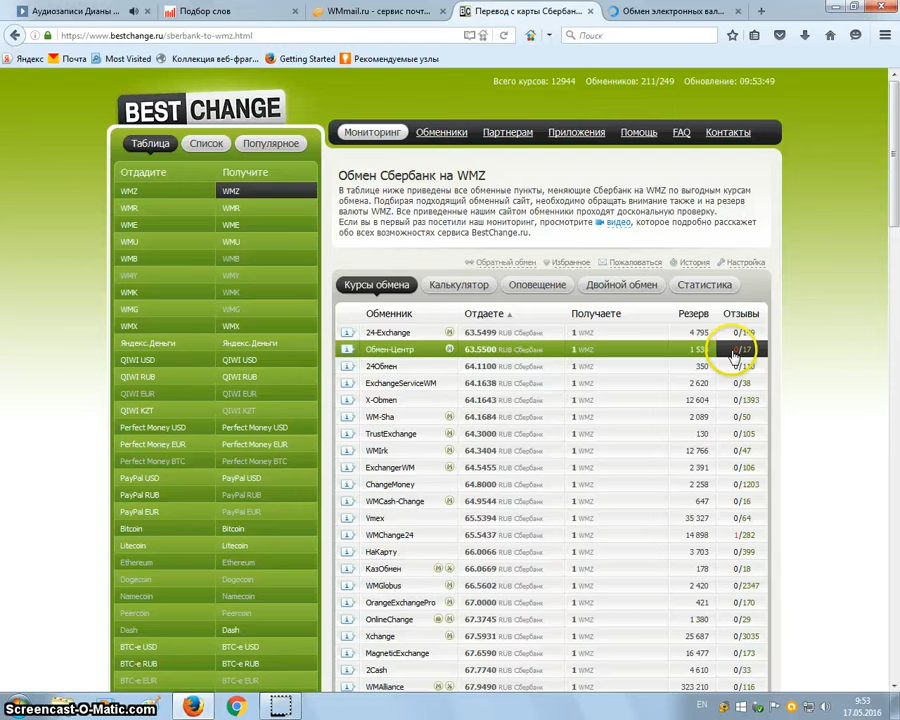 Аудиозаписи Дианы
Подбор слов
WMmail.ru - сервис почт...
Перевод с карты Сбербан...
Обмен электронных вал...
https://www.bestchange.ru/sberbank-to-wmz.html
Поиск
Яндекс
Почта
Most Visited
Коллекция веб-фраг...
Getting Started
Рекомендуемые узлы
Всего курсов: 12944 Обменников: 211/249 Обновление: 09:53:49
BEST CHANGE
Мониторинг Обменники Партнерам Приложения Помощь FAQ Контакты
Таблица Список Популярное
Отдадите Получите
WMZ WMZ
WMR WMR
WME WME
WMU WMU
WMB WMB
WMY WMY
WMK WMK
WMG WMG
WMX WMX
Яндекс.Деньги Яндекс.Деньги
QIWI USD QIWI USD
QIWI RUB QIWI RUB
QIWI EUR QIWI EUR
QIWI KZT QIWI KZT
Perfect Money USD Perfect Money USD
Perfect Money EUR Perfect Money EUR
Perfect Money BTC Perfect Money BTC
PayPal USD PayPal USD
PayPal RUB PayPal RUB
PayPal EUR PayPal EUR
Bitcoin Bitcoin
Litecoin Litecoin
Ethereum Ethereum
Dogecoin Dogecoin
Namecoin Namecoin
Peercoin Peercoin
Dash Dash
BTC-e USD BTC-e USD
BTC-e RUB BTC-e RUB
BTC-e EUR BTC-e EUR
Обмен Сбербанк на WMZ
В таблице ниже приведены все обменные пункты, меняющие Сбербанк на WMZ по выгодным курсам
обмена. Подбирая подходящий обменный сайт, необходимо обращать внимание также и на резерв
валюты WMZ. Все приведенные нашим сайтом обменники проходят доскональную проверку.
Если вы в первый раз посетили наш мониторинг, просмотрите видео, которое подробно расскажет
обо всех возможностях сервиса BestChange.ru.
Обратный обмен Избранное Пожаловаться История Настройка
Курсы обмена Калькулятор Оповещение Двойной обмен Статистика
Обменник Отдаете Получаете Резерв Отзывы
24-Exchange 63.5499 RUB Сбербанк 1 WMZ 4 795
Обмен-Центр 63.5500 RUB Сбербанк 1 WMZ /17
24Обмен 64.1100 RUB Сбербанк 1 WMZ 350
ExchangeServiceWM 64.1638 RUB Сбербанк 1 WMZ 2 620 0/38
X-Obmen 64.1643 RUB Сбербанк 1 WMZ 12 604 0/1393
WM-Sha 64.1684 RUB Сбербанк 1 WMZ 2 089 0/50
TrustExchange 64.3000 RUB Сбербанк 1 WMZ 130 0/105
WMIrk 64.3404 RUB Сбербанк 1 WMZ 12 766 0/47
ExchangerWM 64.5455 RUB Сбербанк 1 WMZ 2 391 0/106
ChangeMoney 64.8000 RUB Сбербанк 1 WMZ 2 258 0/1203
WMCash-Change 64.9544 RUB Сбербанк 1 WMZ 647 0/16
Vmex 65.5394 RUB Сбербанк 1 WMZ 35 327 0/64
WMChange24 65.5437 RUB Сбербанк 1 WMZ 14 898 1/282
НаКарту 66.0066 RUB Сбербанк 1 WMZ 3 703 0/399
КазОбмен 66.0669 RUB Сбербанк 1 WMZ 178 0/18
WMGlobus 66.5602 RUB Сбербанк 1 WMZ 2 420 0/2347
OrangeExchangePro 67.0000 RUB Сбербанк 1 WMZ 421 0/170
OnlineChange 67.3745 RUB Сбербанк 1 WMZ 1 380 0/29
Xchange 67.5931 RUB Сбербанк 1 WMZ 25 687 0/3035
MagneticExchange 67.6590 RUB Сбербанк 1 WMZ 16 477 0/173
2Cash 67.7740 RUB Сбербанк 1 WMZ 4 610 0/33
WMAlliance 67.9490 RUB Сбербанк 1 WMZ 323 210 0/116
EN
9:53
17.05.2016
Screencast-O-Matic.com